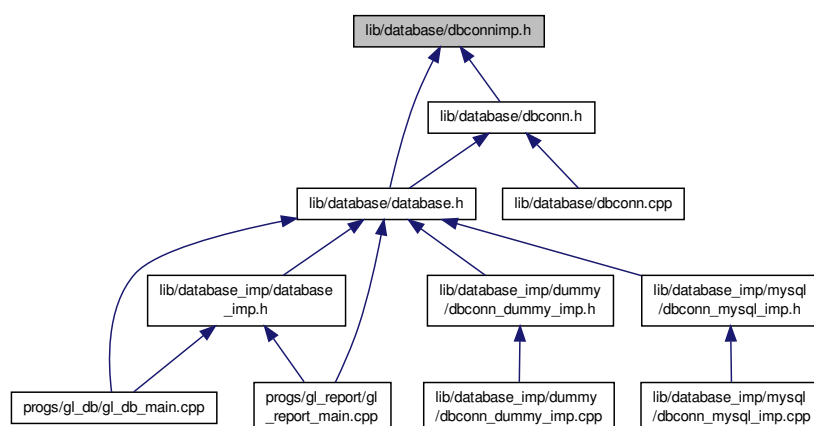 lib/database/dbconnimp.h
lib/database/dbconn.h
lib/database/database.h
lib/database/dbconn.cpp
lib/database_imp/database
_imp.h
lib/database_imp/dummy
/dbconn_dummy_imp.h
lib/database_imp/mysql
/dbconn_mysql_imp.h
progs/gl_db/gl_db_main.cpp
progs/gl_report/gl
_report_main.cpp
lib/database_imp/dummy
/dbconn_dummy_imp.cpp
lib/database_imp/mysql
/dbconn_mysql_imp.cpp